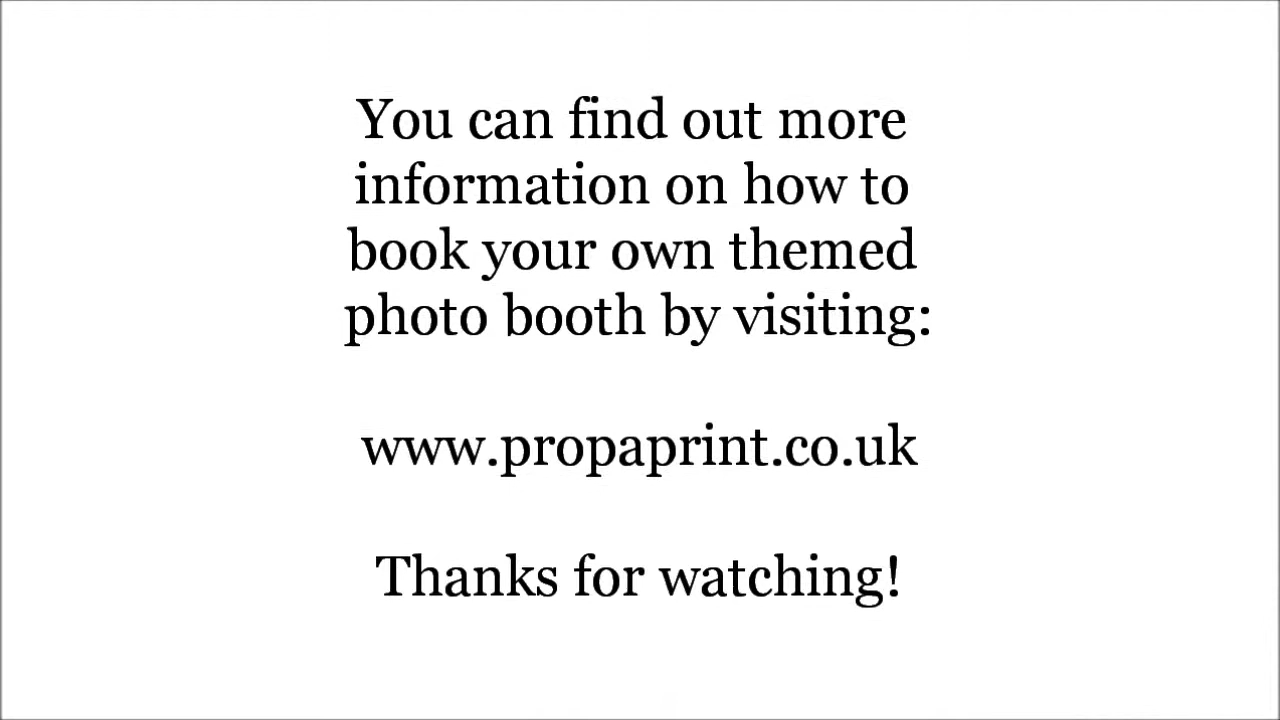 You can find out more
information on how to
book your own themed
photo booth by visiting:
www.propaprint.co.uk
Thanks for watching!